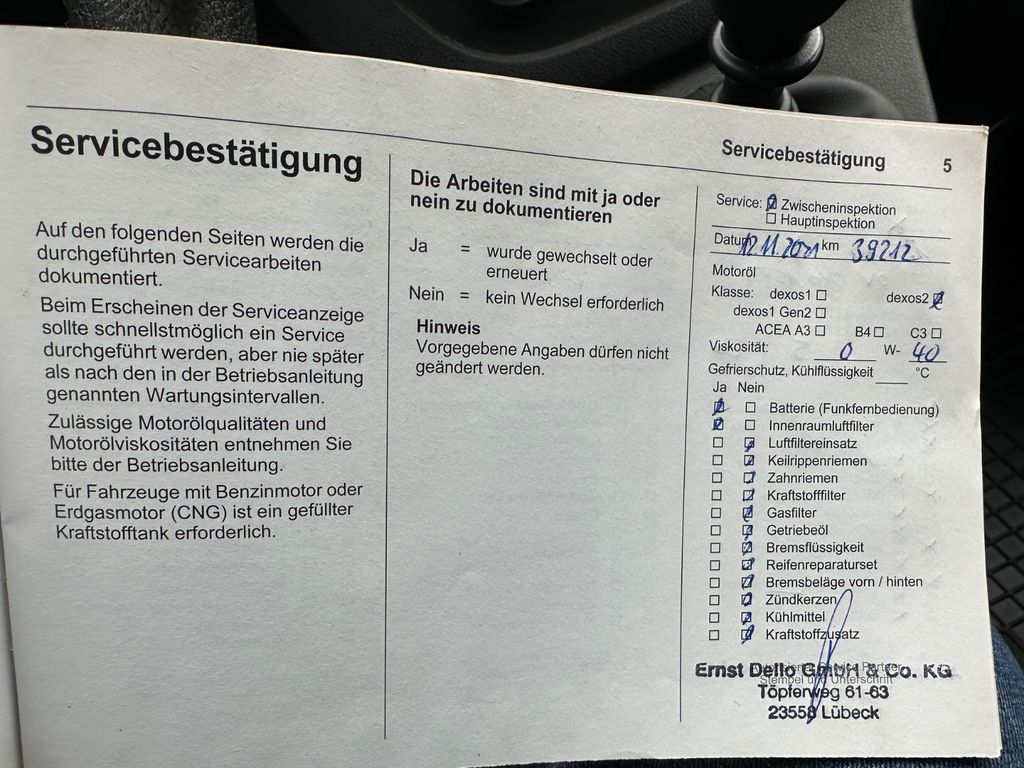 Servicebestätigung
Auf den folgenden Seiten werden die
durchgeführten Servicearbeiten
dokumentiert.
Beim Erscheinen der Serviceanzeige
sollte schnellstmöglich ein Service
durchgeführt werden, aber nie später
als nach den in der Betriebsanleitung
genannten Wartungsintervallen.
Zulässige Motorölqualitäten und
Motorölviskositäten entnehmen Sie
bitte der Betriebsanleitung.
Für Fahrzeuge mit Benzinmotor oder
Erdgasmotor (CNG) ist ein gefüllter
Kraftstofftank erforderlich.
Die Arbeiten sind mit ja oder
nein zu dokumentieren
Ja = wurde gewechselt oder
erneuert
Nein = kein Wechsel erforderlich
Hinweis
Vorgegebene Angaben dürfen nicht
geändert werden.
Servicebestätigung 5
Service: Zwischeninspektion
Hauptinspektion
Datum 12.11.2021 km 39212
Motoröl
Klasse: dexos1 dexos2
dexos1 Gen2
ACEA A3 B4 C3
Viskosität: 0 W- 40
Gefrierschutz, Kühlflüssigkeit °C
Ja Nein
Batterie (Funkfernbedienung)
Innenraumluftfilter
Luftfiltereinsatz
Keilrippenriemen
Zahnriemen
Kraftstofffilter
Gasfilter
Getriebeöl
Bremsflüssigkeit
Reifenreparaturset
Bremsbeläge vorn / hinten
Zündkerzen
Kühlmittel
Kraftstoffzusatz
Ernst Dello GmbH & Co. KG
Stempel und Unterschrift
Töpferweg 61-63
23558 Lübeck